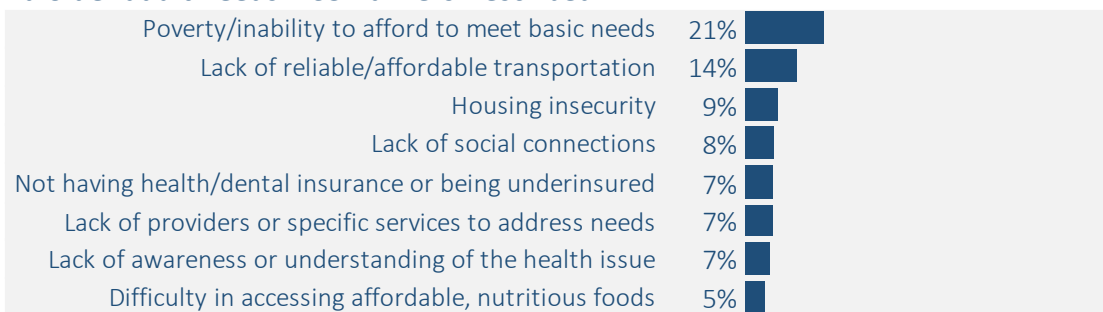 Poverty/inability to afford to meet basic needs 21%
Lack of reliable/affordable transportation 14%
Housing insecurity 9%
Lack of social connections 8%
Not having health/dental insurance or being underinsured 7%
Lack of providers or specific services to address needs 7%
Lack of awareness or understanding of the health issue 7%
Difficulty in accessing affordable, nutritious foods 5%